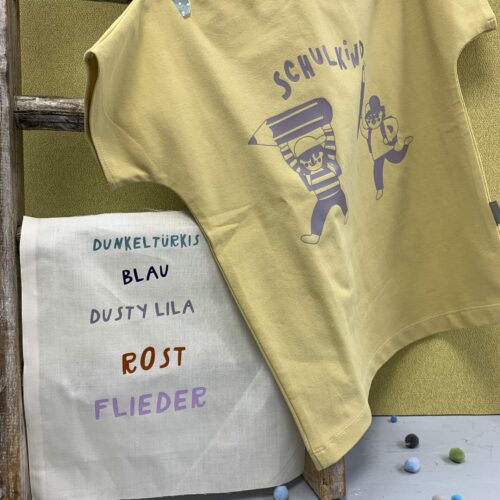 SCHULKIND
DUNKELTÜRKIS
BLAU
DUSTY LILA
ROST
FLIEDER